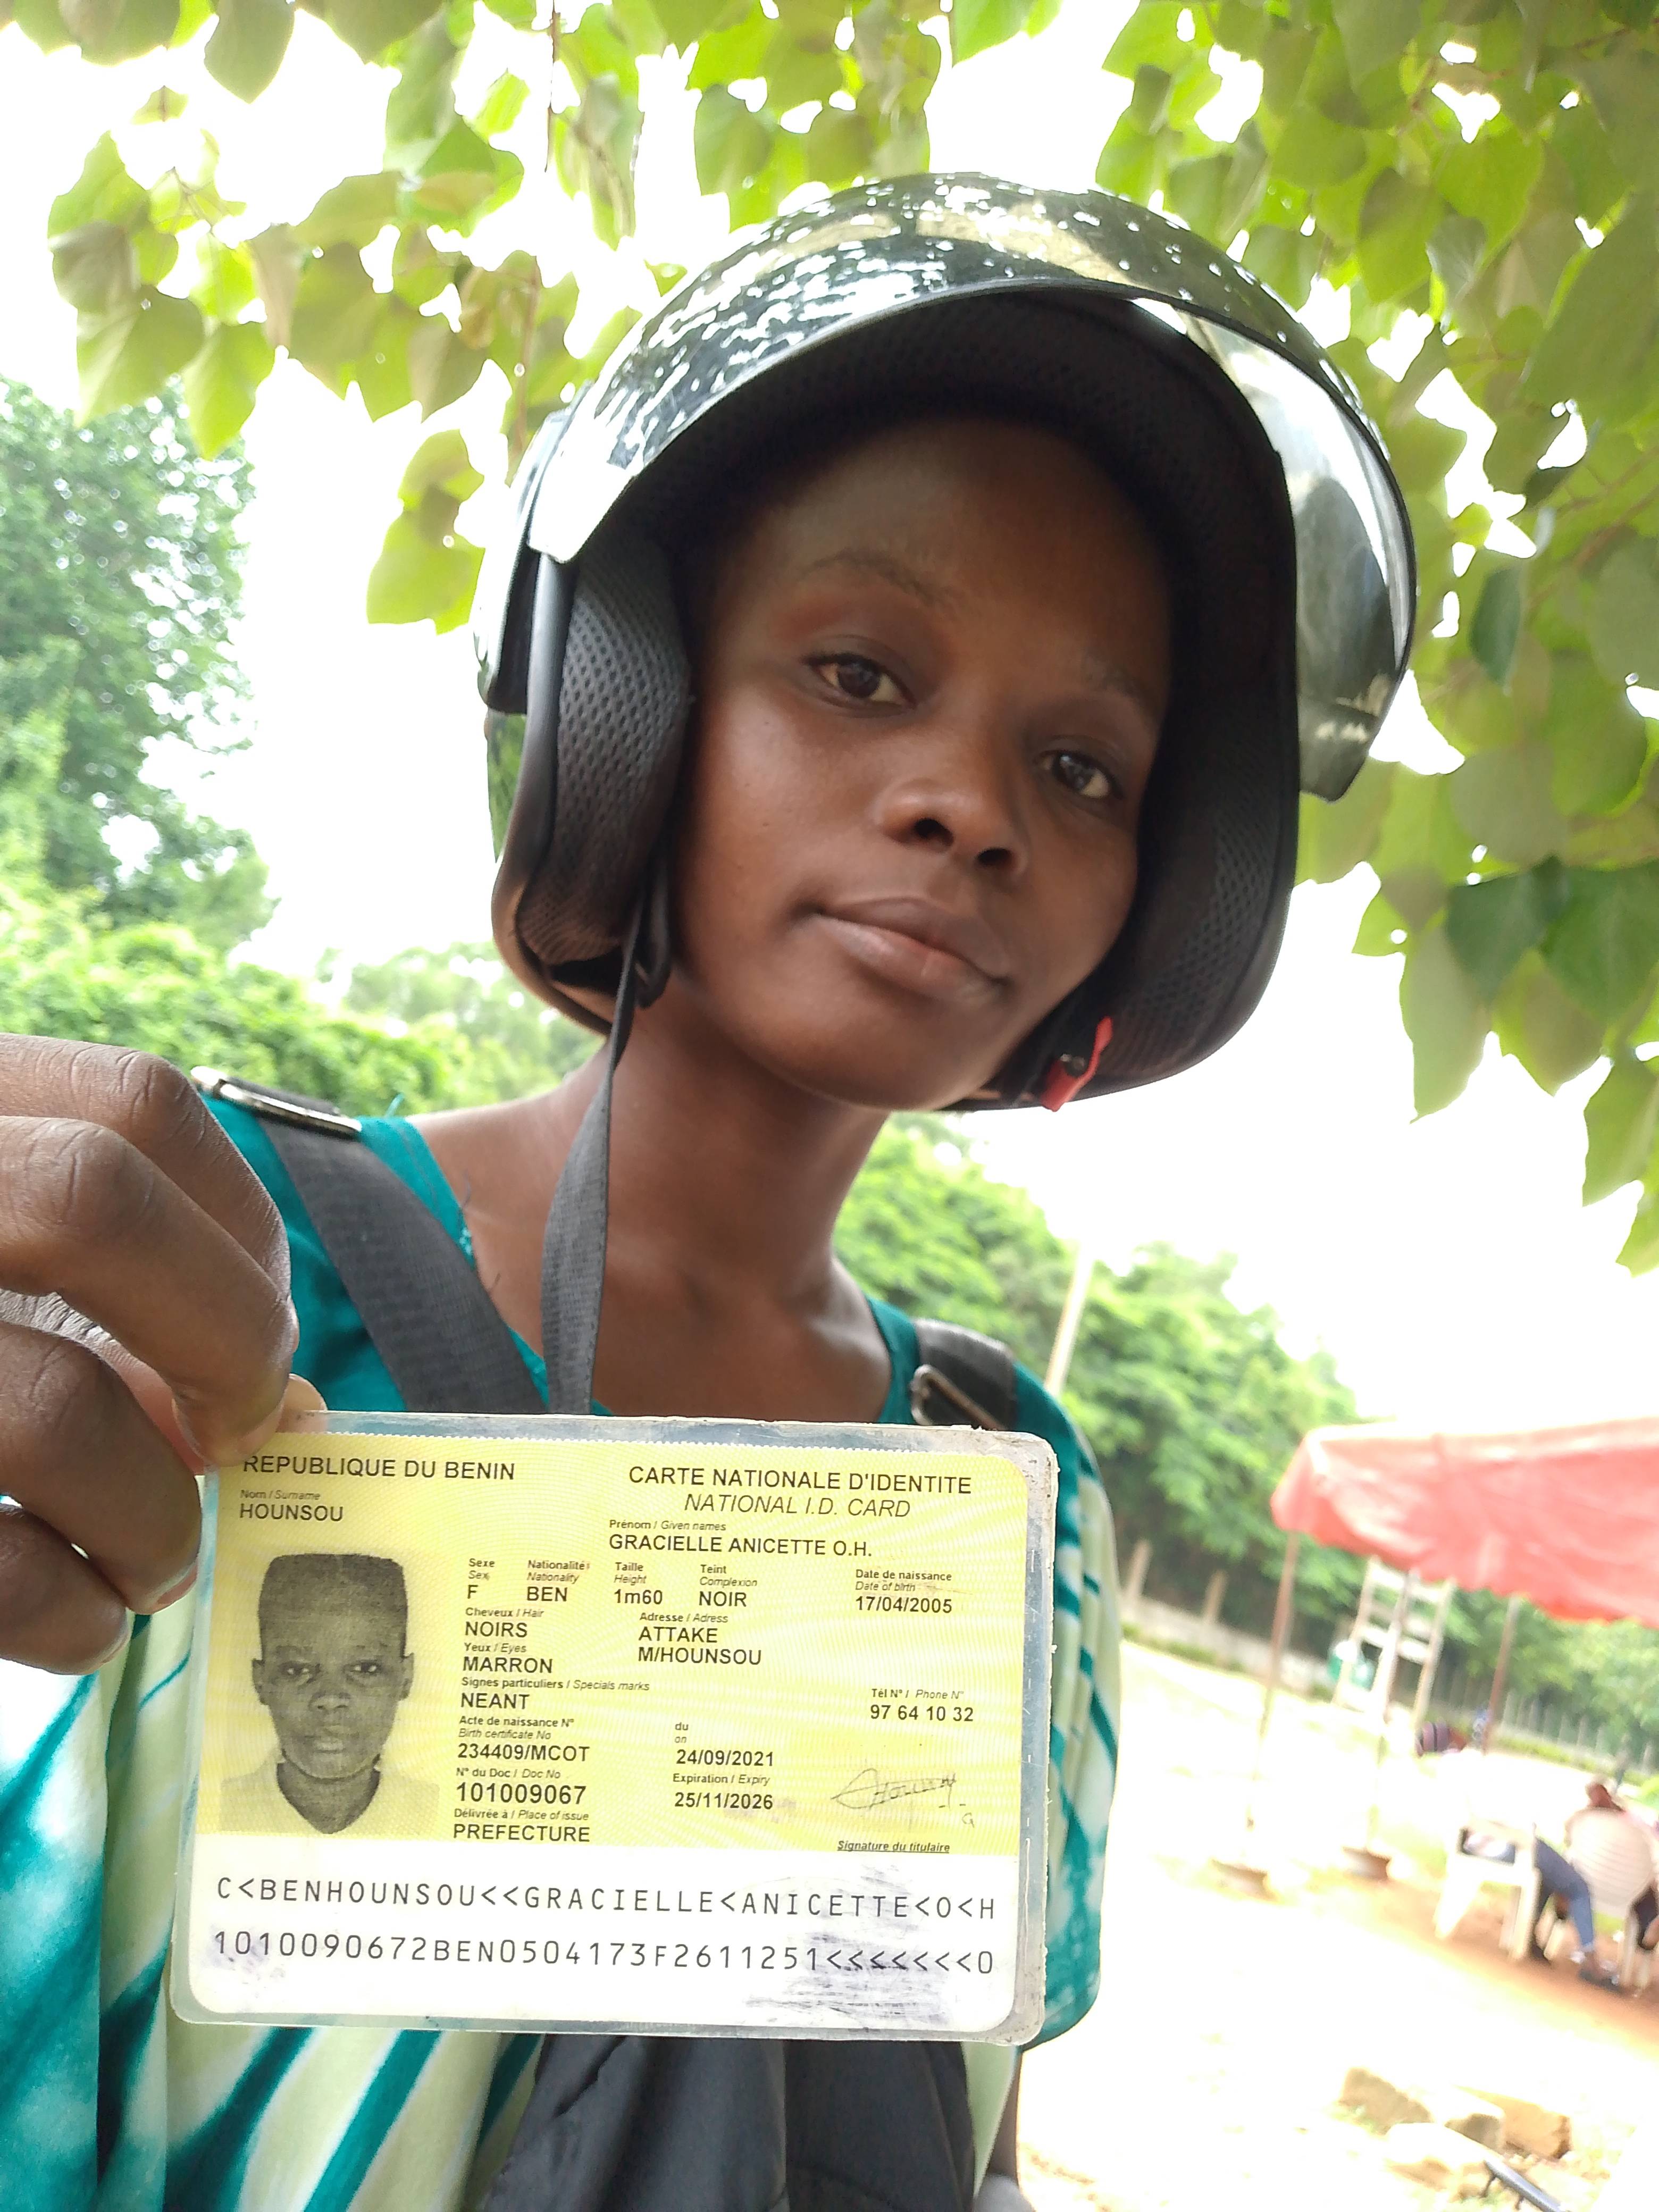 REPUBLIQUE DU BENIN
CARTE NATIONALE D'IDENTITE
NATIONAL I.D. CARD
Nom / Surname
HOUNSOU
Prénom / Given names
GRACIELLE ANICETTE O.H.
Sexe Nationalité Taille Teint Date de naissance
Sex Nationality Height Complexion Date of birth
F BEN 1m60 NOIR 17/04/2005
Cheveux / Hair Adresse / Adress
NOIRS ATTAKE
Yeux / Eyes M/HOUNSOU
MARRON
Signes particuliers / Specials marks
NEANT
Tél N° / Phone N°
97 64 10 32
Acte de naissance N° du
Birth certificate No on
234409/MCOT 24/09/2021
N° du Doc / Doc No Expiration / Expiry
101009067 25/11/2026
Délivrée à / Place of issue
PREFECTURE
Signature du titulaire
C<BENHOUNSOU<<GRACIELLE<ANICETTE<O<H
1010090672BEN0504173F2611251<<<<<<<0